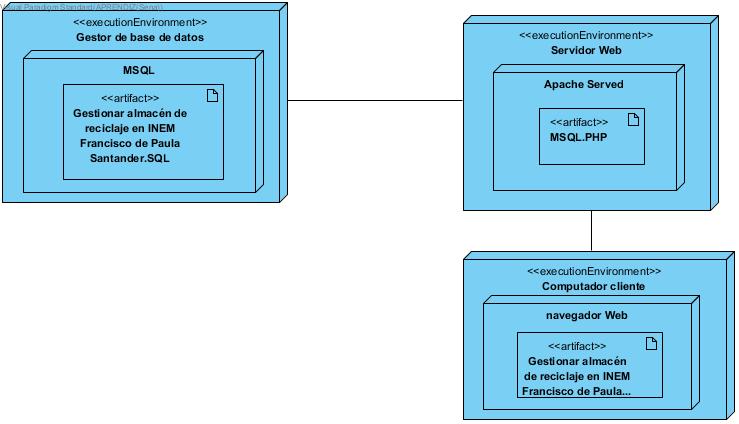 Visual Paradigm Standard(APRENDIZ(Sena))
<<executionEnvironment>>
Gestor de base de datos
MSQL
<<artifact>>
Gestionar almacén de
reciclaje en INEM
Francisco de Paula
Santander.SQL
<<executionEnvironment>>
Servidor Web
Apache Served
<<artifact>>
MSQL.PHP
<<executionEnvironment>>
Computador cliente
navegador Web
<<artifact>>
Gestionar almacén
de reciclaje en INEM
Francisco de Paula...